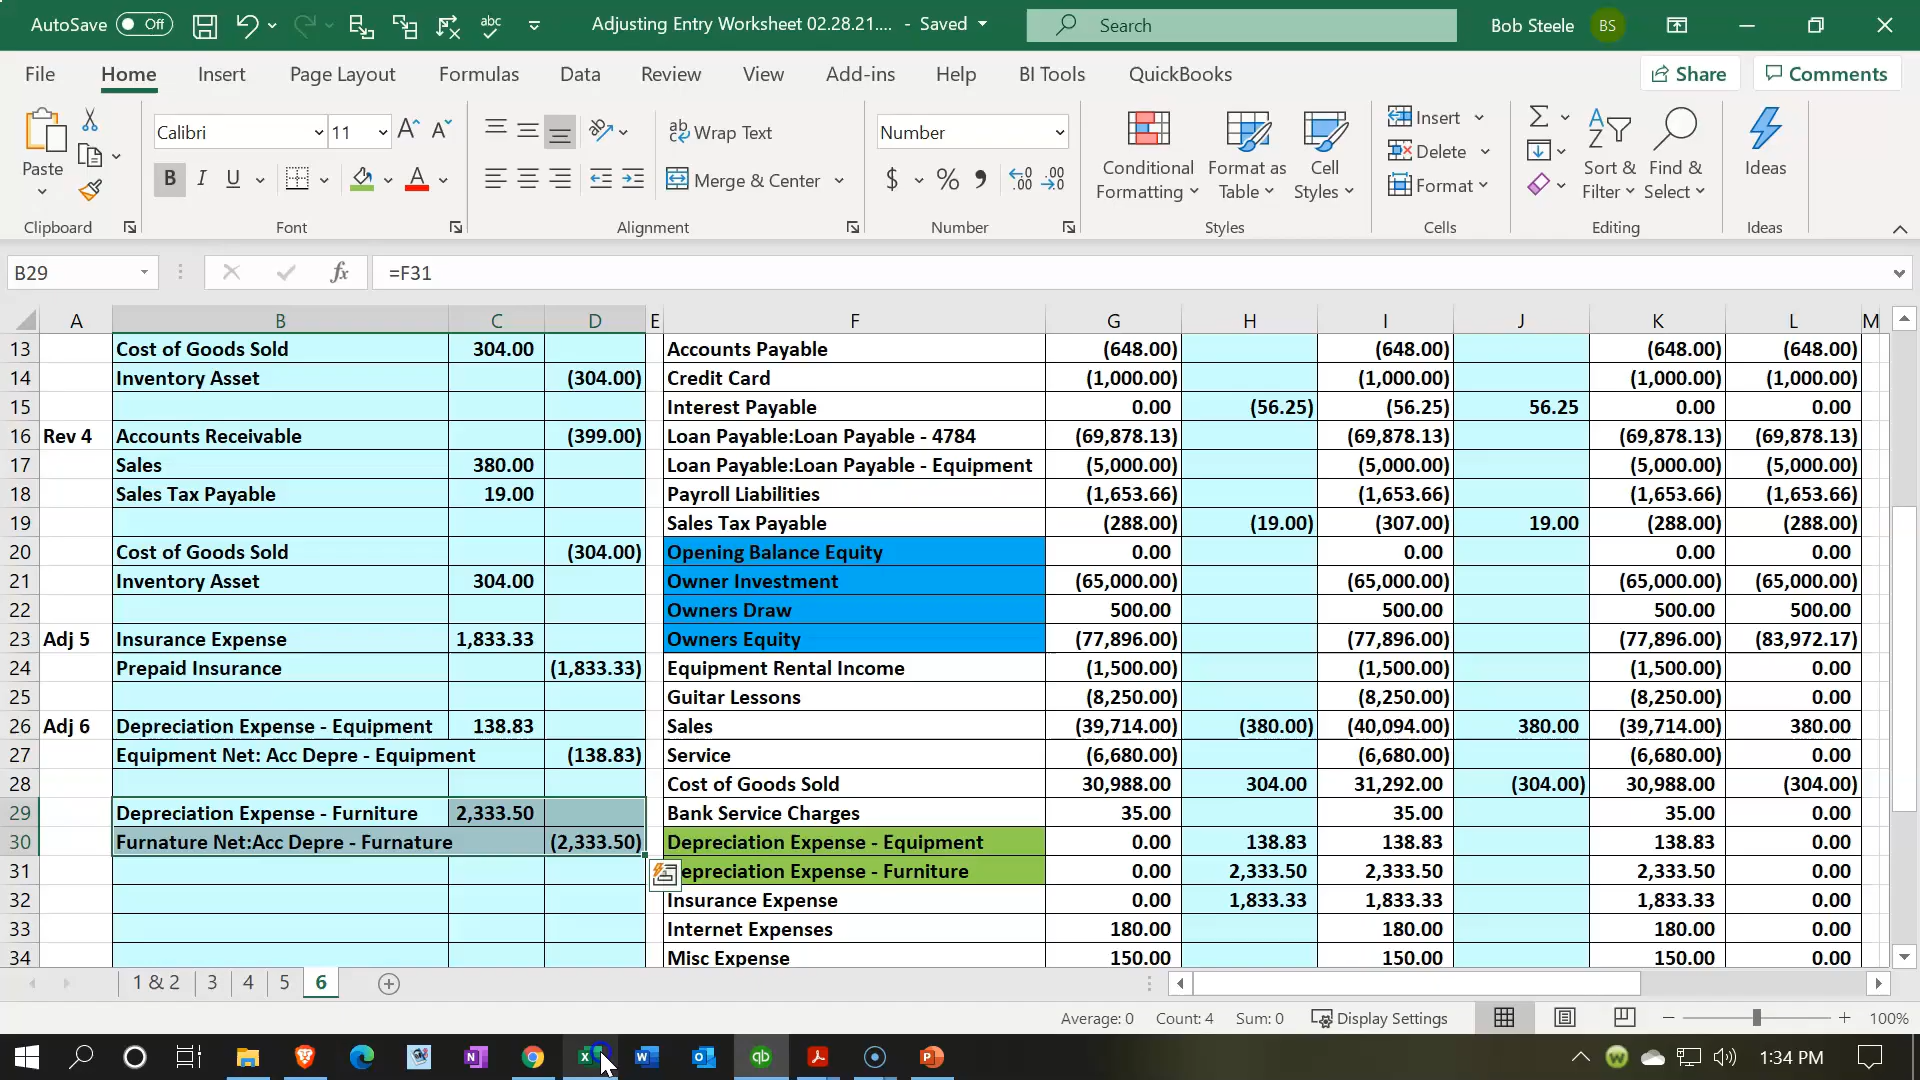 AutoSave Off abc Adjusting Entry Worksheet 02.28.21.... - Saved Search Bob Steele BS
File Home Insert Page Layout Formulas Data Review View Add-ins Help BI Tools QuickBooks Share Comments
Paste Calibri 11 A A ab Wrap Text Number Conditional Formatting Format as Table Cell Styles Insert Delete Format Sort & Filter Find & Select Ideas
B I U A Merge & Center $ %
Clipboard Font Alignment Number Styles Cells Editing Ideas
B29 fx =F31
A B C D E F G H I J K L M
13 Cost of Goods Sold 304.00 Accounts Payable (648.00) (648.00) (648.00) (648.00)
14 Inventory Asset (304.00) Credit Card (1,000.00) (1,000.00) (1,000.00) (1,000.00)
15 Interest Payable 0.00 (56.25) (56.25) 56.25 0.00 0.00
16 Rev 4 Accounts Receivable (399.00) Loan Payable:Loan Payable - 4784 (69,878.13) (69,878.13) (69,878.13) (69,878.13)
17 Sales 380.00 Loan Payable:Loan Payable - Equipment (5,000.00) (5,000.00) (5,000.00) (5,000.00)
18 Sales Tax Payable 19.00 Payroll Liabilities (1,653.66) (1,653.66) (1,653.66) (1,653.66)
19 Sales Tax Payable (288.00) (19.00) (307.00) 19.00 (288.00) (288.00)
20 Cost of Goods Sold (304.00) Opening Balance Equity 0.00 0.00 0.00 0.00
21 Inventory Asset 304.00 Owner Investment (65,000.00) (65,000.00) (65,000.00) (65,000.00)
22 Owners Draw 500.00 500.00 500.00 500.00
23 Adj 5 Insurance Expense 1,833.33 Owners Equity (77,896.00) (77,896.00) (77,896.00) (83,972.17)
24 Prepaid Insurance (1,833.33) Equipment Rental Income (1,500.00) (1,500.00) (1,500.00) 0.00
25 Guitar Lessons (8,250.00) (8,250.00) (8,250.00) 0.00
26 Adj 6 Depreciation Expense - Equipment 138.83 Sales (39,714.00) (380.00) (40,094.00) 380.00 (39,714.00) 380.00
27 Equipment Net: Acc Depre - Equipment (138.83) Service (6,680.00) (6,680.00) (6,680.00) 0.00
28 Cost of Goods Sold 30,988.00 304.00 31,292.00 (304.00) 30,988.00 (304.00)
29 Depreciation Expense - Furniture 2,333.50 Bank Service Charges 35.00 35.00 35.00 0.00
30 Furnature Net:Acc Depre - Furnature (2,333.50) Depreciation Expense - Equipment 0.00 138.83 138.83 138.83 0.00
31 epreciation Expense - Furniture 0.00 2,333.50 2,333.50 2,333.50 0.00
32 Insurance Expense 0.00 1,833.33 1,833.33 1,833.33 0.00
33 Internet Expenses 180.00 180.00 180.00 0.00
34 Misc Expense 150.00 150.00 150.00 0.00
1 & 2 3 4 5 6
Average: 0 Count: 4 Sum: 0 Display Settings 100%
1:34 PM